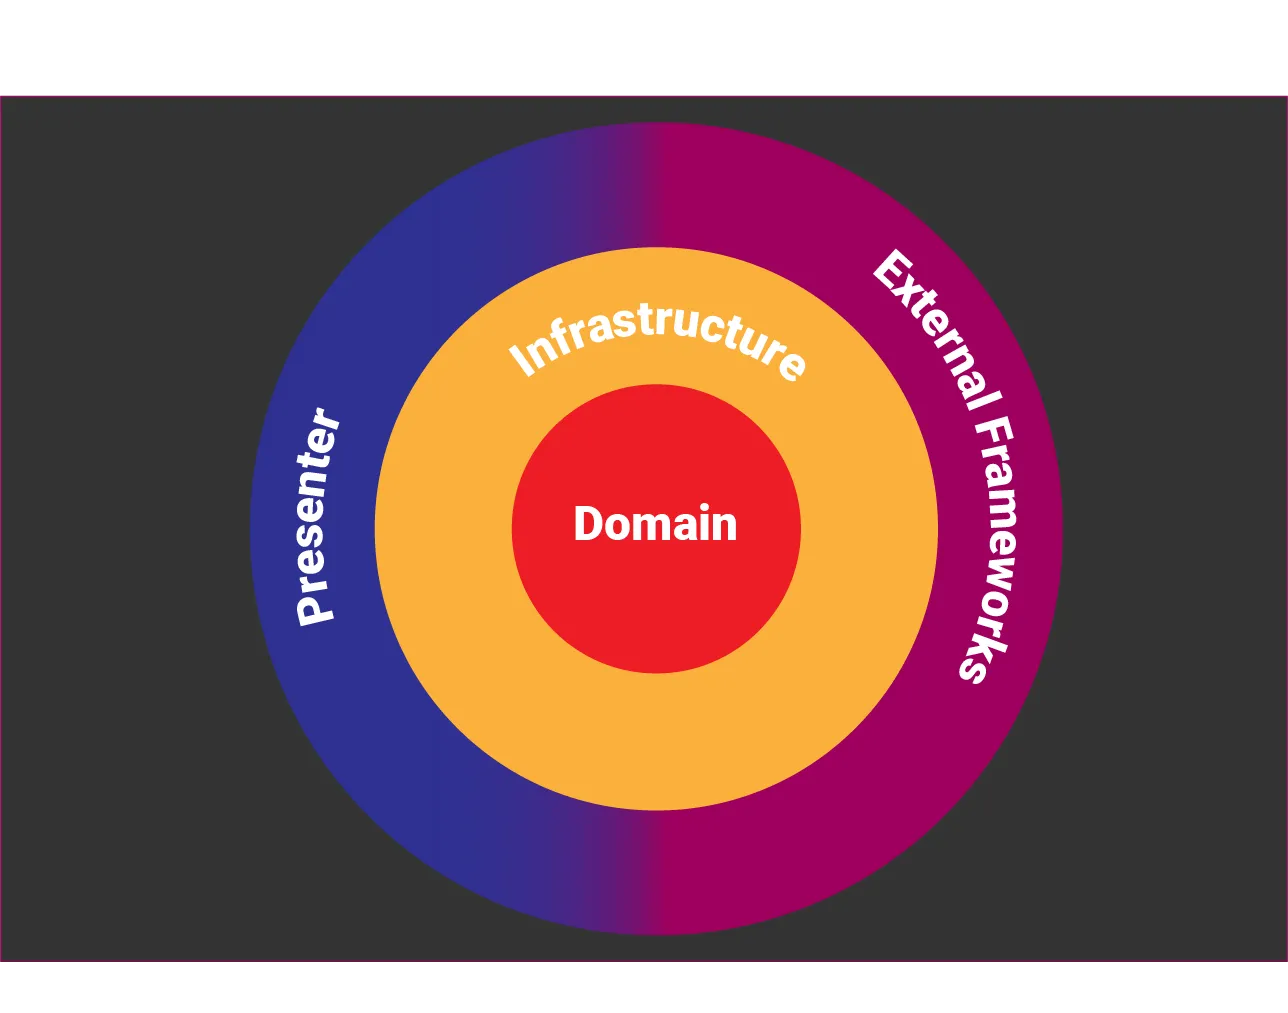 Infrastructure
External Frameworks
Presenter
Domain